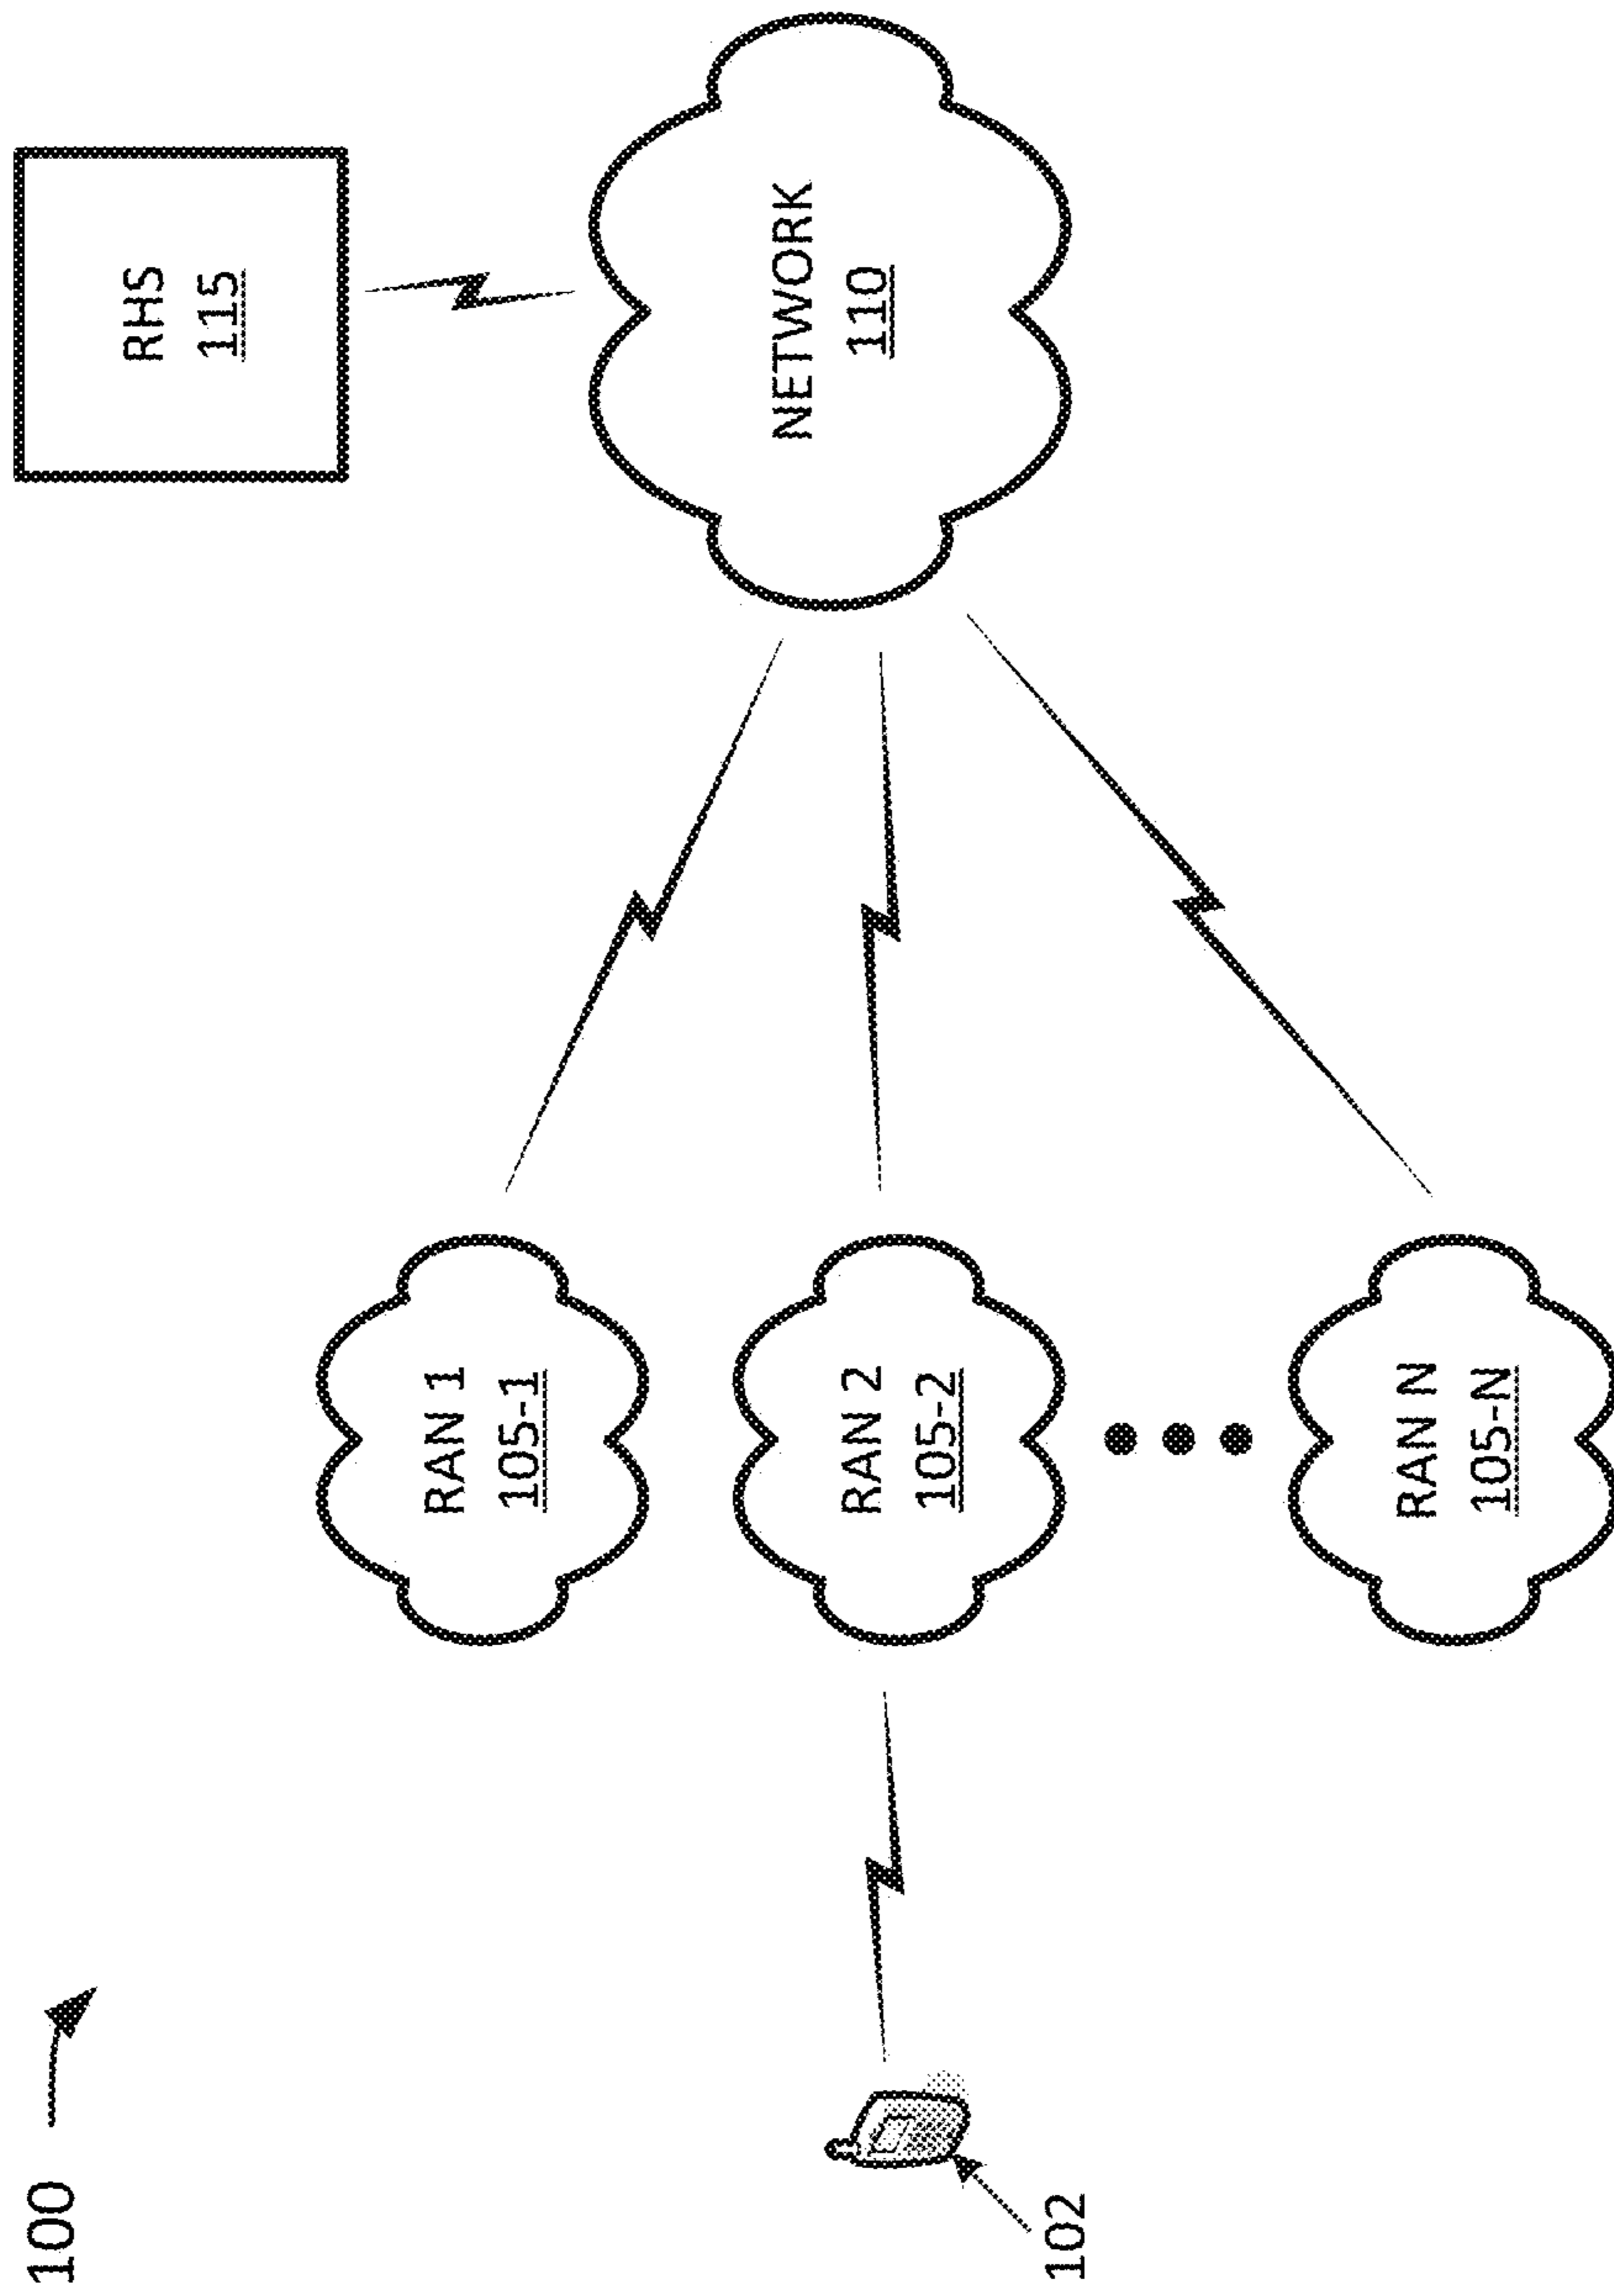 100
102
RAN 1
105-1
RAN 2
105-2
RAN N
105-N
NETWORK
110
RHS
115